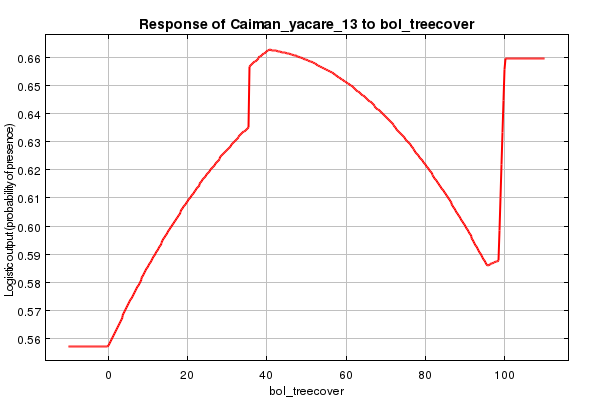 Response of Caiman_yacare_13 to bol_treecover
Logistic output (probability of presence)
0.66
0.65
0.64
0.63
0.62
0.61
0.60
0.59
0.58
0.57
0.56
0 20 40 60 80 100
bol_treecover